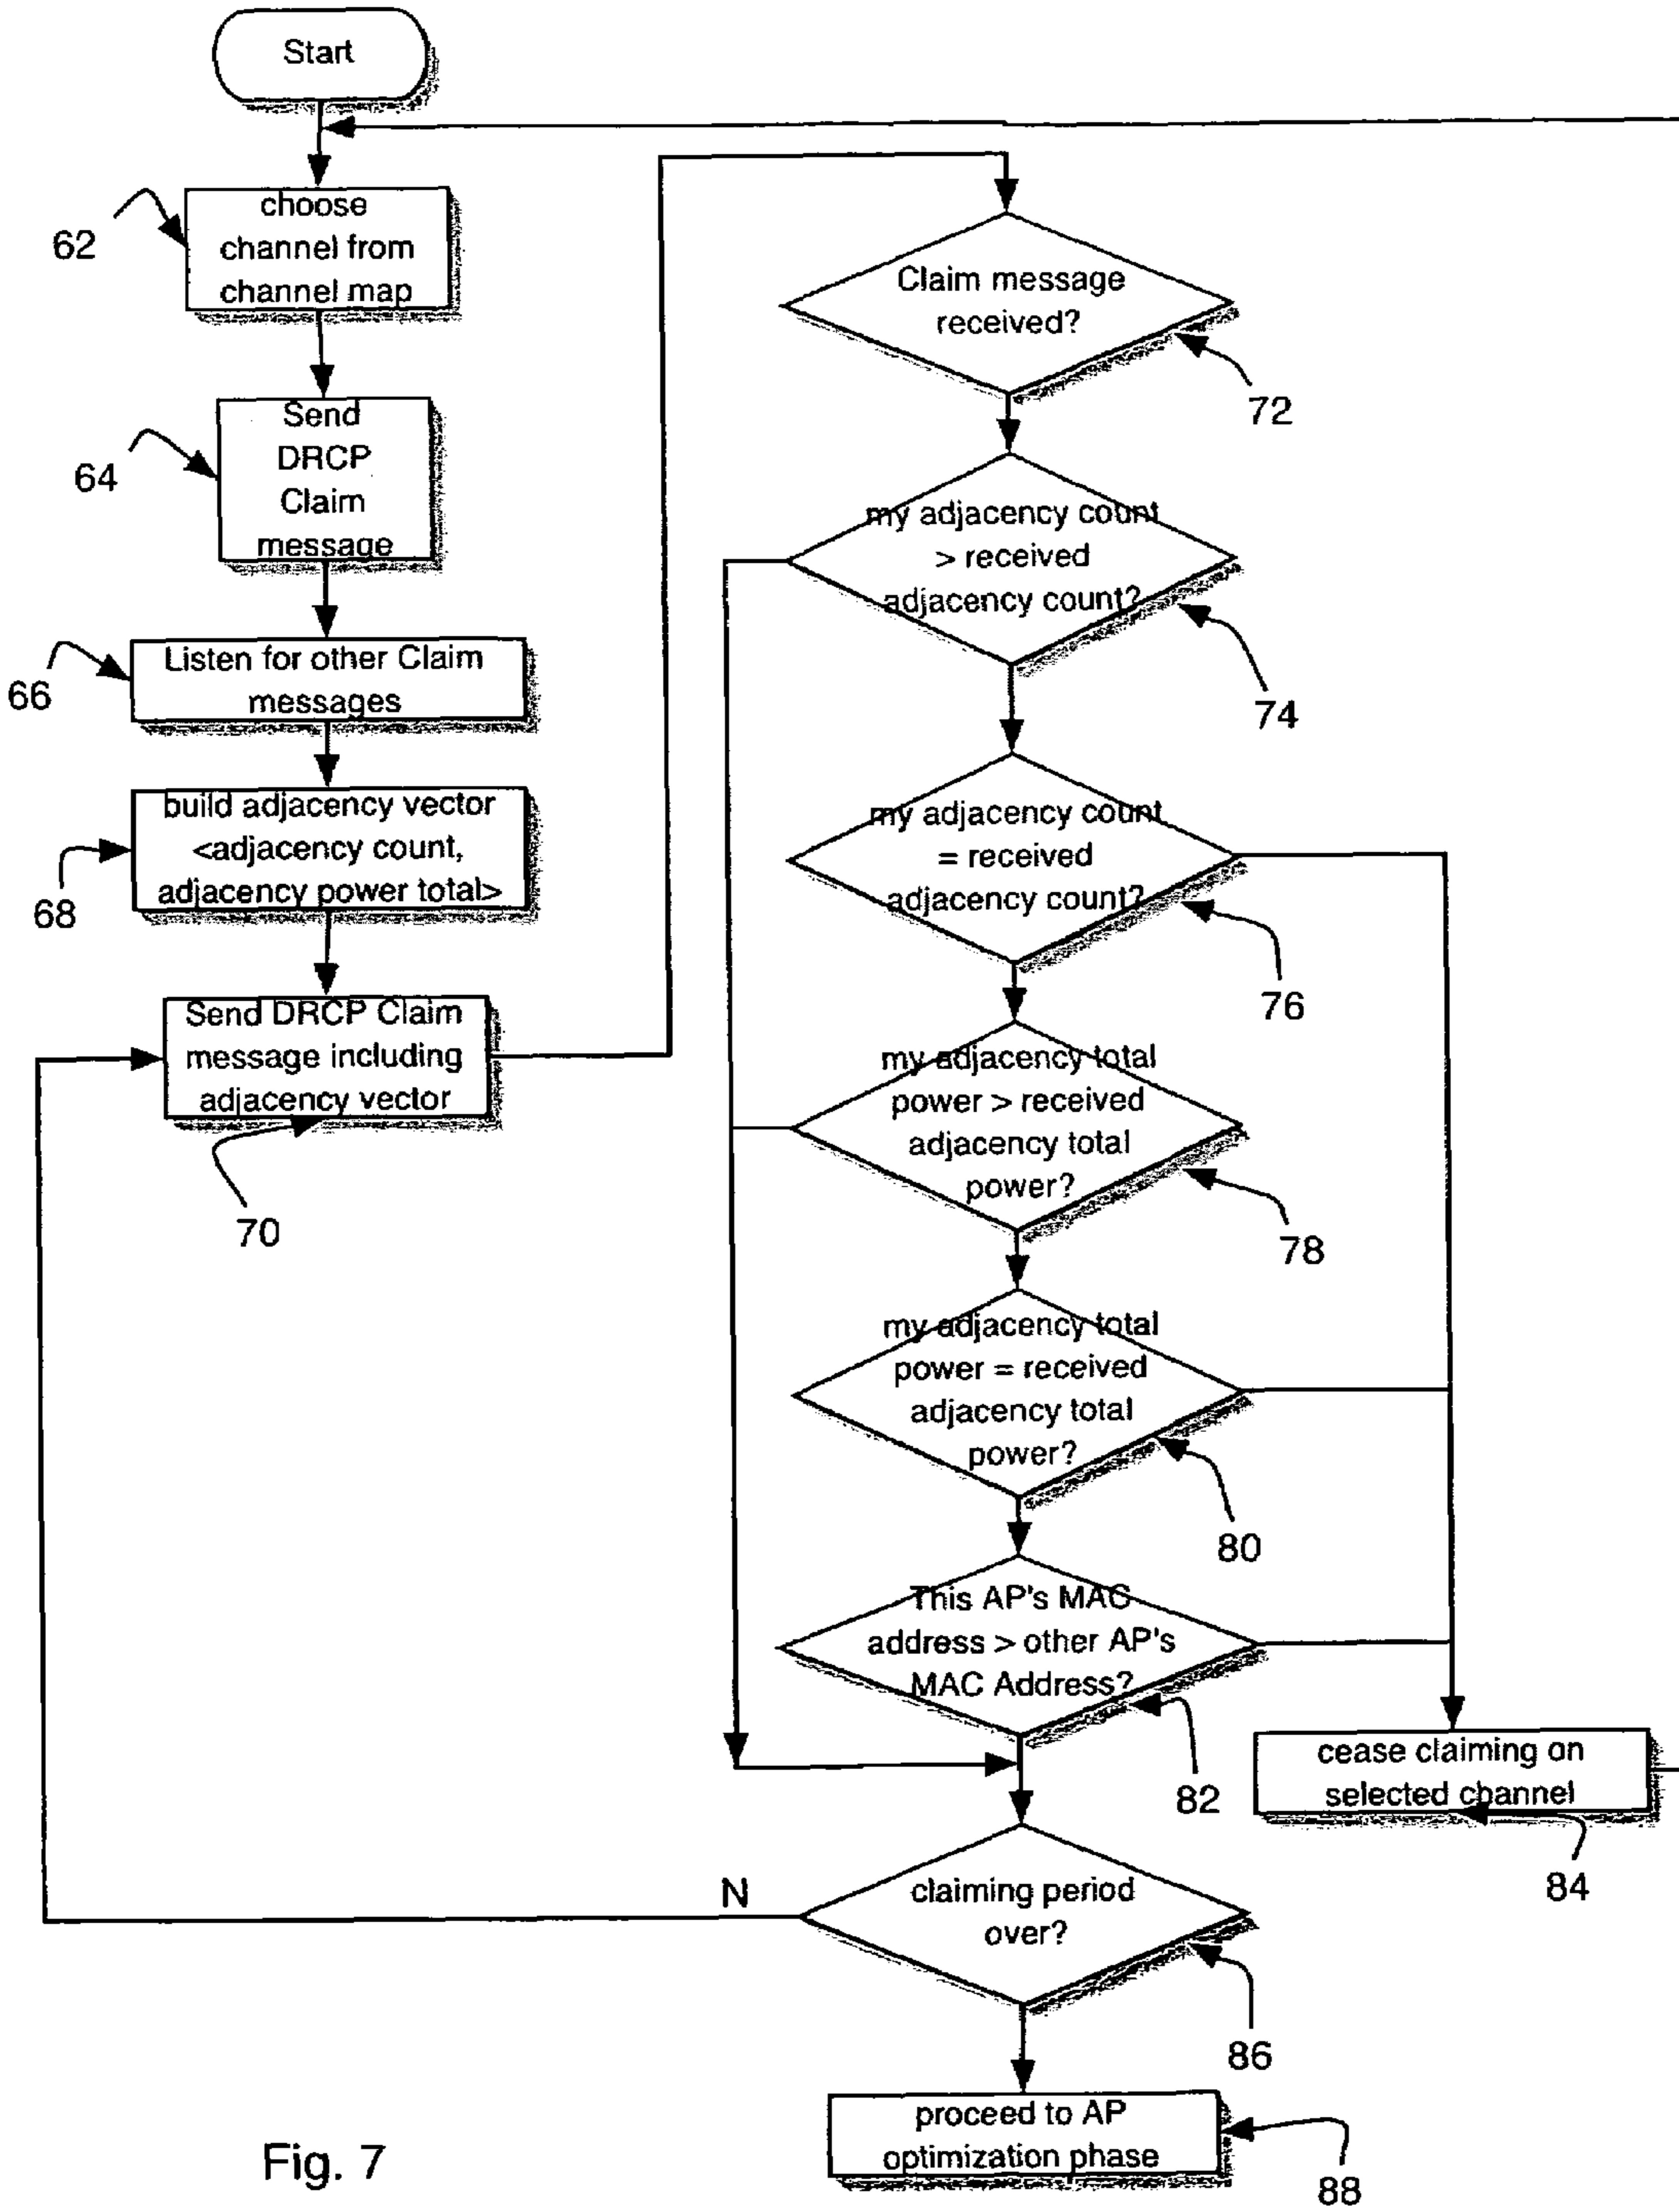 Start
choose
channel from
channel map
62
Send
DRCP
Claim
message
64
Listen for other Claim
messages
66
build adjacency vector
<adjacency count,
adjacency power total>
68
Send DRCP Claim
message including
adjacency vector
70
Claim message
received?
72
my adjacency count
> received
adjacency count?
74
my adjacency count
= received
adjacency count?
76
my adjacency total
power > received
adjacency total
power?
78
my adjacency total
power = received
adjacency total
power?
80
This AP's MAC
address > other AP's
MAC Address?
82
cease claiming on
selected channel
84
claiming period
over?
N
86
proceed to AP
optimization phase
88
Fig. 7